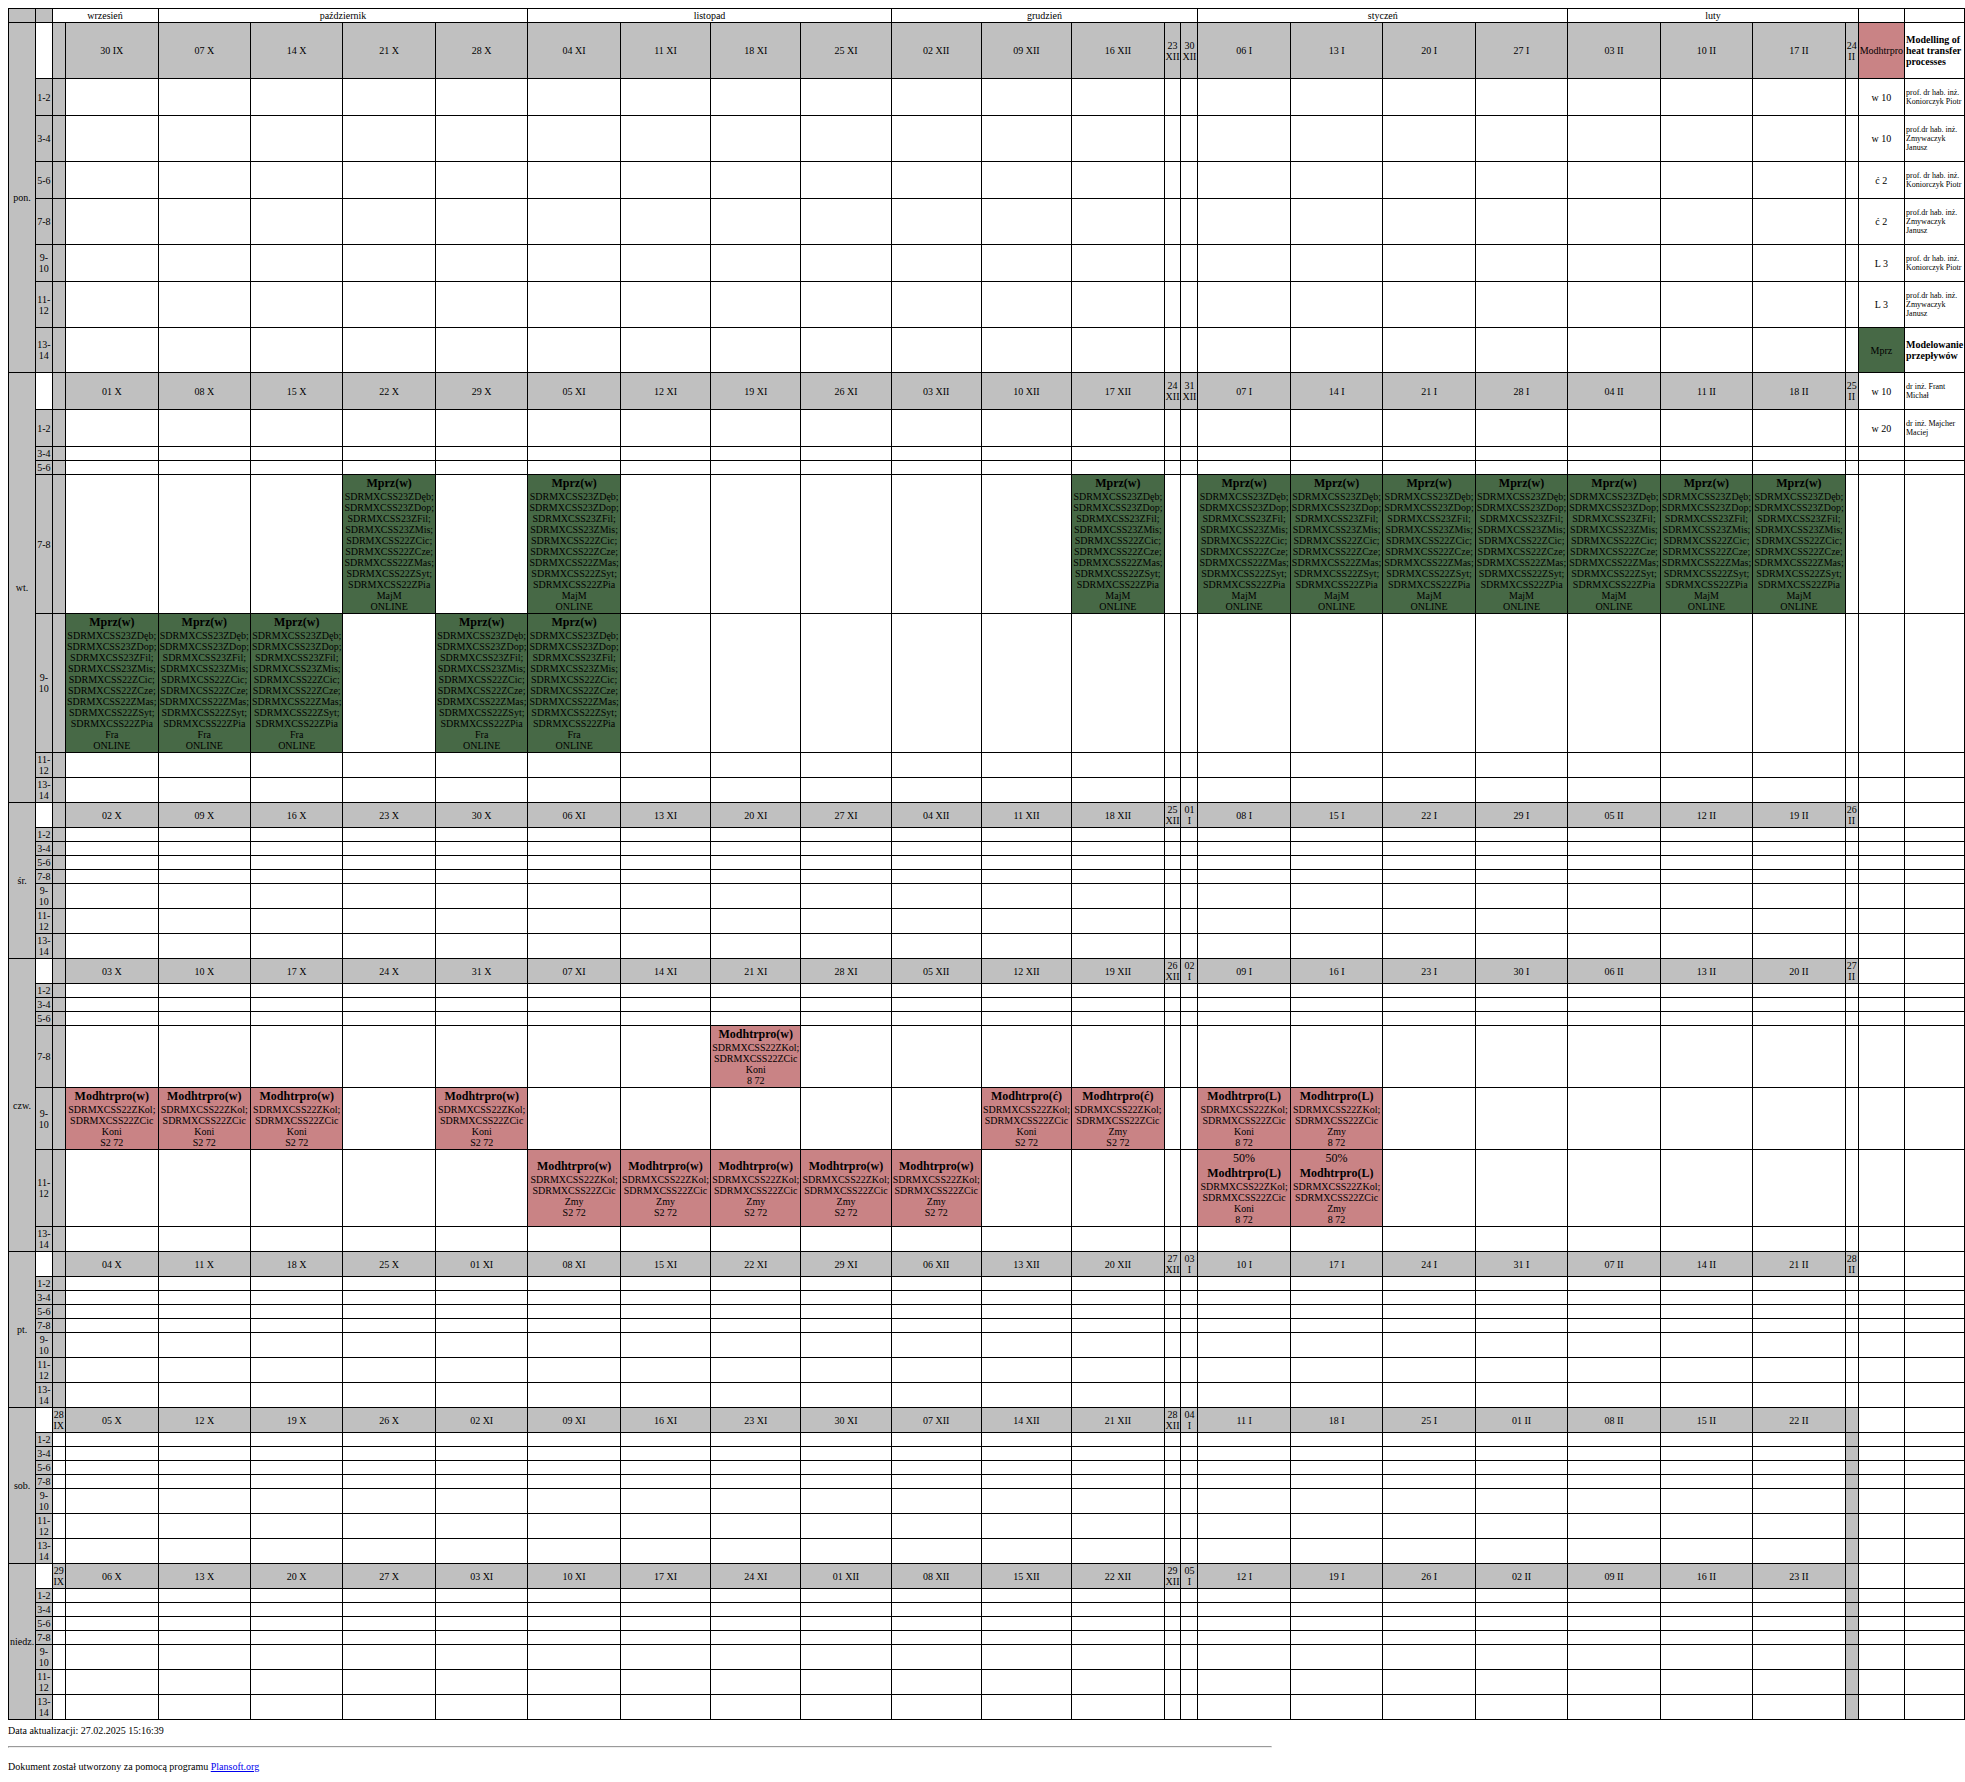 wrzesień październik listopad grudzień styczeń luty
pon. 30 IX 07 X 14 X 21 X 28 X 04 XI 11 XI 18 XI 25 XI 02 XII 09 XII 16 XII 23 XII 30 XII 06 I 13 I 20 I 27 I 03 II 10 II 17 II 24 II Modhtrpro Modelling of heat transfer processes
1-2 w 10 prof. dr hab. inż. Koniorczyk Piotr
3-4 w 10 prof.dr hab. inż. Zmywaczyk Janusz
5-6 ć 2 prof. dr hab. inż. Koniorczyk Piotr
7-8 ć 2 prof.dr hab. inż. Zmywaczyk Janusz
9-10 L 3 prof. dr hab. inż. Koniorczyk Piotr
11-12 L 3 prof.dr hab. inż. Zmywaczyk Janusz
13-14 Mprz Modelowanie przepływów
wt. 01 X 08 X 15 X 22 X 29 X 05 XI 12 XI 19 XI 26 XI 03 XII 10 XII 17 XII 24 XII 31 XII 07 I 14 I 21 I 28 I 04 II 11 II 18 II 25 II w 10 dr inż. Frant Michał
1-2 w 20 dr inż. Majcher Maciej
3-4
5-6
7-8
Mprz(w) Mprz(w) Mprz(w) Mprz(w) Mprz(w) Mprz(w) Mprz(w) Mprz(w) Mprz(w) Mprz(w)
SDRMXCSS23ZDęb; SDRMXCSS23ZDęb; SDRMXCSS23ZDęb; SDRMXCSS23ZDęb; SDRMXCSS23ZDęb; SDRMXCSS23ZDęb; SDRMXCSS23ZDęb; SDRMXCSS23ZDęb; SDRMXCSS23ZDęb; SDRMXCSS23ZDęb;
SDRMXCSS23ZDop; SDRMXCSS23ZDop; SDRMXCSS23ZDop; SDRMXCSS23ZDop; SDRMXCSS23ZDop; SDRMXCSS23ZDop; SDRMXCSS23ZDop; SDRMXCSS23ZDop; SDRMXCSS23ZDop; SDRMXCSS23ZDop;
SDRMXCSS23ZFil; SDRMXCSS23ZFil; SDRMXCSS23ZFil; SDRMXCSS23ZFil; SDRMXCSS23ZFil; SDRMXCSS23ZFil; SDRMXCSS23ZFil; SDRMXCSS23ZFil; SDRMXCSS23ZFil; SDRMXCSS23ZFil;
SDRMXCSS23ZMis; SDRMXCSS23ZMis; SDRMXCSS23ZMis; SDRMXCSS23ZMis; SDRMXCSS23ZMis; SDRMXCSS23ZMis; SDRMXCSS23ZMis; SDRMXCSS23ZMis; SDRMXCSS23ZMis; SDRMXCSS23ZMis;
SDRMXCSS22ZCic; SDRMXCSS22ZCic; SDRMXCSS22ZCic; SDRMXCSS22ZCic; SDRMXCSS22ZCic; SDRMXCSS22ZCic; SDRMXCSS22ZCic; SDRMXCSS22ZCic; SDRMXCSS22ZCic; SDRMXCSS22ZCic;
SDRMXCSS22ZCze; SDRMXCSS22ZCze; SDRMXCSS22ZCze; SDRMXCSS22ZCze; SDRMXCSS22ZCze; SDRMXCSS22ZCze; SDRMXCSS22ZCze; SDRMXCSS22ZCze; SDRMXCSS22ZCze; SDRMXCSS22ZCze;
SDRMXCSS22ZMas; SDRMXCSS22ZMas; SDRMXCSS22ZMas; SDRMXCSS22ZMas; SDRMXCSS22ZMas; SDRMXCSS22ZMas; SDRMXCSS22ZMas; SDRMXCSS22ZMas; SDRMXCSS22ZMas; SDRMXCSS22ZMas;
SDRMXCSS22ZSyt; SDRMXCSS22ZSyt; SDRMXCSS22ZSyt; SDRMXCSS22ZSyt; SDRMXCSS22ZSyt; SDRMXCSS22ZSyt; SDRMXCSS22ZSyt; SDRMXCSS22ZSyt; SDRMXCSS22ZSyt; SDRMXCSS22ZSyt;
SDRMXCSS22ZPia SDRMXCSS22ZPia SDRMXCSS22ZPia SDRMXCSS22ZPia SDRMXCSS22ZPia SDRMXCSS22ZPia SDRMXCSS22ZPia SDRMXCSS22ZPia SDRMXCSS22ZPia SDRMXCSS22ZPia
MajM MajM MajM MajM MajM MajM MajM MajM MajM MajM
ONLINE ONLINE ONLINE ONLINE ONLINE ONLINE ONLINE ONLINE ONLINE ONLINE
9-10
Mprz(w) Mprz(w) Mprz(w) Mprz(w) Mprz(w)
SDRMXCSS23ZDęb; SDRMXCSS23ZDęb; SDRMXCSS23ZDęb; SDRMXCSS23ZDęb; SDRMXCSS23ZDęb;
SDRMXCSS23ZDop; SDRMXCSS23ZDop; SDRMXCSS23ZDop; SDRMXCSS23ZDop; SDRMXCSS23ZDop;
SDRMXCSS23ZFil; SDRMXCSS23ZFil; SDRMXCSS23ZFil; SDRMXCSS23ZFil; SDRMXCSS23ZFil;
SDRMXCSS23ZMis; SDRMXCSS23ZMis; SDRMXCSS23ZMis; SDRMXCSS23ZMis; SDRMXCSS23ZMis;
SDRMXCSS22ZCic; SDRMXCSS22ZCic; SDRMXCSS22ZCic; SDRMXCSS22ZCic; SDRMXCSS22ZCic;
SDRMXCSS22ZCze; SDRMXCSS22ZCze; SDRMXCSS22ZCze; SDRMXCSS22ZCze; SDRMXCSS22ZCze;
SDRMXCSS22ZMas; SDRMXCSS22ZMas; SDRMXCSS22ZMas; SDRMXCSS22ZMas; SDRMXCSS22ZMas;
SDRMXCSS22ZSyt; SDRMXCSS22ZSyt; SDRMXCSS22ZSyt; SDRMXCSS22ZSyt; SDRMXCSS22ZSyt;
SDRMXCSS22ZPia SDRMXCSS22ZPia SDRMXCSS22ZPia SDRMXCSS22ZPia SDRMXCSS22ZPia
Fra Fra Fra Fra Fra
ONLINE ONLINE ONLINE ONLINE ONLINE
11-12
13-14
śr. 02 X 09 X 16 X 23 X 30 X 06 XI 13 XI 20 XI 27 XI 04 XII 11 XII 18 XII 25 XII 01 I 08 I 15 I 22 I 29 I 05 II 12 II 19 II 26 II
1-2
3-4
5-6
7-8
9-10
11-12
13-14
czw. 03 X 10 X 17 X 24 X 31 X 07 XI 14 XI 21 XI 28 XI 05 XII 12 XII 19 XII 26 XII 02 I 09 I 16 I 23 I 30 I 06 II 13 II 20 II 27 II
1-2
3-4
5-6
7-8
Modhtrpro(w)
SDRMXCSS22ZKol;
SDRMXCSS22ZCic
Koni
8 72
9-10
Modhtrpro(w) Modhtrpro(w) Modhtrpro(w) Modhtrpro(w) Modhtrpro(ć) Modhtrpro(ć) Modhtrpro(L) Modhtrpro(L)
SDRMXCSS22ZKol; SDRMXCSS22ZKol; SDRMXCSS22ZKol; SDRMXCSS22ZKol; SDRMXCSS22ZKol; SDRMXCSS22ZKol; SDRMXCSS22ZKol; SDRMXCSS22ZKol;
SDRMXCSS22ZCic SDRMXCSS22ZCic SDRMXCSS22ZCic SDRMXCSS22ZCic SDRMXCSS22ZCic SDRMXCSS22ZCic SDRMXCSS22ZCic SDRMXCSS22ZCic
Koni Koni Koni Koni Koni Zmy Koni Zmy
S2 72 S2 72 S2 72 S2 72 S2 72 S2 72 8 72 8 72
11-12
50% 50%
Modhtrpro(w) Modhtrpro(w) Modhtrpro(w) Modhtrpro(w) Modhtrpro(w) Modhtrpro(L) Modhtrpro(L)
SDRMXCSS22ZKol; SDRMXCSS22ZKol; SDRMXCSS22ZKol; SDRMXCSS22ZKol; SDRMXCSS22ZKol; SDRMXCSS22ZKol; SDRMXCSS22ZKol;
SDRMXCSS22ZCic SDRMXCSS22ZCic SDRMXCSS22ZCic SDRMXCSS22ZCic SDRMXCSS22ZCic SDRMXCSS22ZCic SDRMXCSS22ZCic
Zmy Zmy Zmy Zmy Zmy Koni Zmy
S2 72 S2 72 S2 72 S2 72 S2 72 8 72 8 72
13-14
pt. 04 X 11 X 18 X 25 X 01 XI 08 XI 15 XI 22 XI 29 XI 06 XII 13 XII 20 XII 27 XII 03 I 10 I 17 I 24 I 31 I 07 II 14 II 21 II 28 II
1-2
3-4
5-6
7-8
9-10
11-12
13-14
sob. 28 IX 05 X 12 X 19 X 26 X 02 XI 09 XI 16 XI 23 XI 30 XI 07 XII 14 XII 21 XII 28 XII 04 I 11 I 18 I 25 I 01 II 08 II 15 II 22 II
1-2
3-4
5-6
7-8
9-10
11-12
13-14
niedz 29 IX 06 X 13 X 20 X 27 X 03 XI 10 XI 17 XI 24 XI 01 XII 08 XII 15 XII 22 XII 29 XII 05 I 12 I 19 I 26 I 02 II 09 II 16 II 23 II
1-2
3-4
5-6
7-8
9-10
11-12
13-14
Data aktualizacji: 27.02.2025 15:16:39
Dokument został utworzony za pomocą programu Plansoft.org